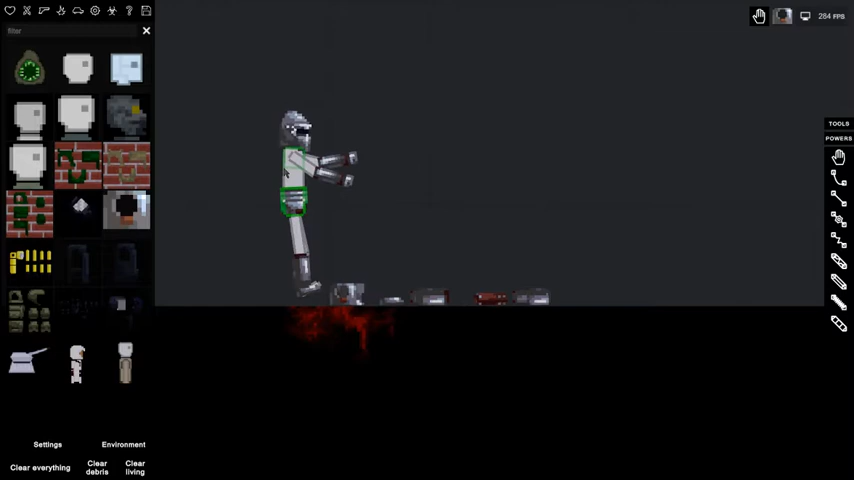 filter
284 FPS
TOOLS
POWERS
Settings
Environment
Clear everything
Clear debris
Clear living